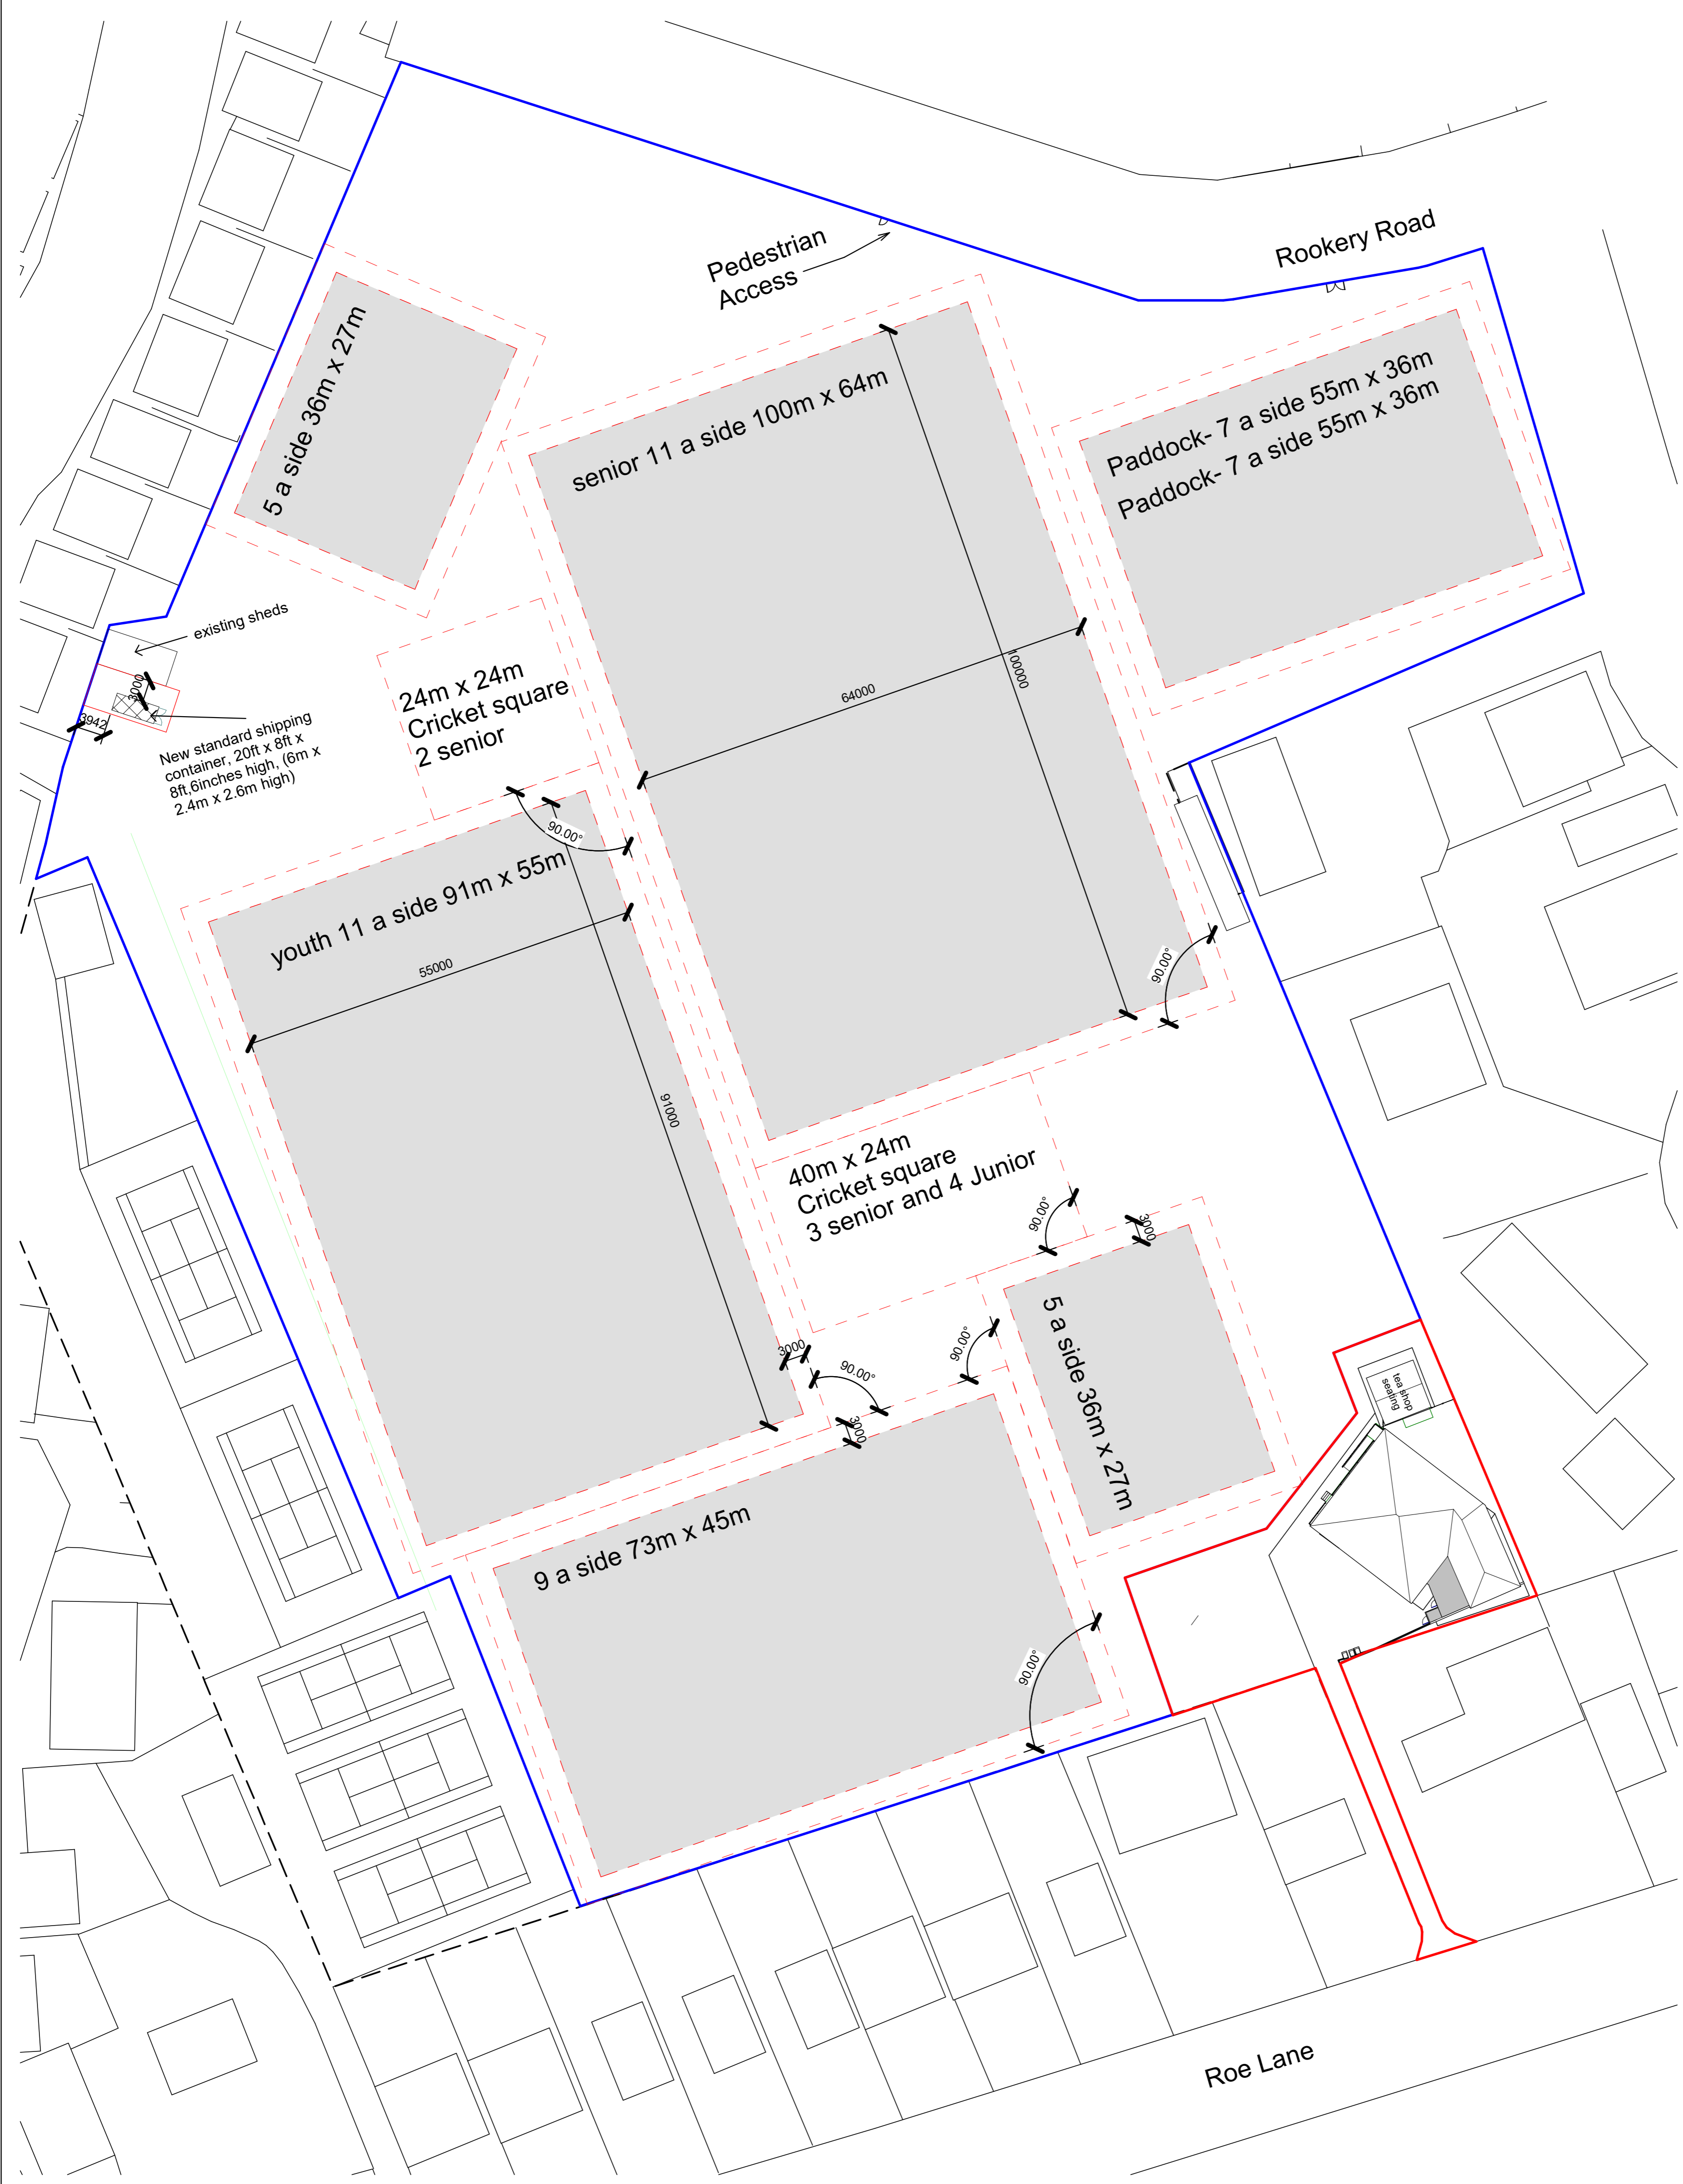 Rookery Road
Pedestrian
Access
5 a side 36m x 27m
senior 11 a side 100m x 64m
100000
64000
Paddock- 7 a side 55m x 36m
Paddock- 7 a side 55m x 36m
existing sheds
3000
3942
New standard shipping
container, 20ft x 8ft x
8ft,6inches high, (6m x
2.4m x 2.6m high)
24m x 24m
Cricket square
2 senior
90.00°
youth 11 a side 91m x 55m
55000
91000
90.00°
40m x 24m
Cricket square
3 senior and 4 Junior
90.00°
3000
3000
90.00°
90.00°
3000
5 a side 36m x 27m
tea shop
seating
9 a side 73m x 45m
90.00°
Roe Lane